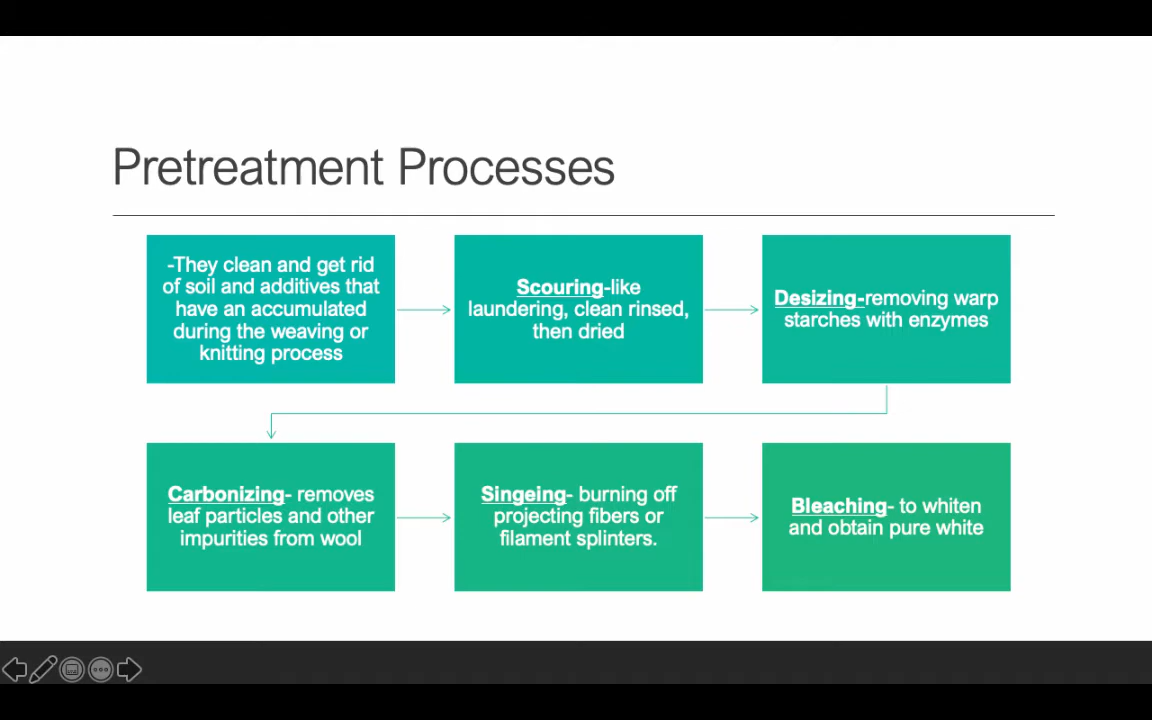 Pretreatment Processes
-They clean and get rid
of soil and additives that
have an accumulated
during the weaving or
knitting process
Scouring-like
laundering, clean rinsed,
then dried
Desizing-removing warp
starches with enzymes
Carbonizing- removes
leaf particles and other
impurities from wool
Singeing- burning off
projecting fibers or
filament splinters.
Bleaching- to whiten
and obtain pure white